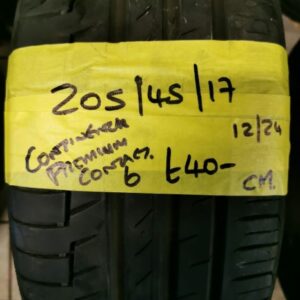 205/45/17
12/24
CONTINENTAL
PREMIUM
CONTACT.
6
£40-
CM.